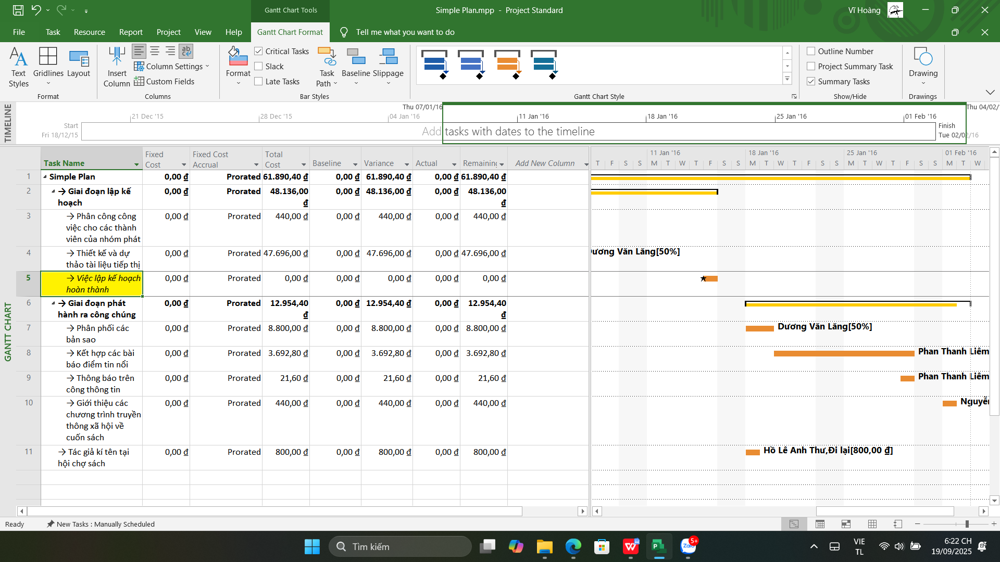 Gantt Chart Tools
Simple Plan.mpp  -  Project Standard
Vĩ Hoàng
File Task Resource Report Project View Help Gantt Chart Format Tell me what you want to do
Text Styles
Gridlines
Layout
Format
Insert Column
Column Settings
Custom Fields
Columns
Format
Critical Tasks
Slack
Late Tasks
Task Path
Baseline
Slippage
Bar Styles
Gantt Chart Style
Outline Number
Project Summary Task
Summary Tasks
Show/Hide
Drawing
Drawings
TIMELINE
Thu 07/01/16
Thu 04/02/
21 Dec '15 28 Dec '15 04 Jan '16 11 Jan '16 18 Jan '16 25 Jan '16 01 Feb '16
Start
Fri 18/12/15
Add tasks with dates to the timeline
Finish
Tue 02/02/16
GANTT CHART
Task Name Fixed Cost Fixed Cost Accrual Total Cost Baseline Variance Actual Remaining Add New Column
11 Jan '16 18 Jan '16 25 Jan '16 01 Feb '16
T F S S M T W T F S S M T W T F S S M T W T F S S M T W
1 Simple Plan 0,00 ₫ Prorated 61.890,40 ₫ 0,00 ₫ 61.890,40 ₫ 0,00 ₫ 61.890,40 ₫
2 → Giai đoạn lập kế hoạch 0,00 ₫ Prorated 48.136,00 ₫ 0,00 ₫ 48.136,00 ₫ 0,00 ₫ 48.136,00 ₫
3 → Phân công công việc cho các thành viên của nhóm phát 0,00 ₫ Prorated 440,00 ₫ 0,00 ₫ 440,00 ₫ 0,00 ₫ 440,00 ₫
4 → Thiết kế và dự thảo tài liệu tiếp thị 0,00 ₫ Prorated 47.696,00 ₫ 0,00 ₫ 47.696,00 ₫ 0,00 ₫ 47.696,00 ₫
ương Văn Lăng[50%]
5 → Việc lập kế hoạch hoàn thành 0,00 ₫ Prorated 0,00 ₫ 0,00 ₫ 0,00 ₫ 0,00 ₫ 0,00 ₫
6 → Giai đoạn phát hành ra công chúng 0,00 ₫ Prorated 12.954,40 ₫ 0,00 ₫ 12.954,40 ₫ 0,00 ₫ 12.954,40 ₫
7 → Phân phối các bản sao 0,00 ₫ Prorated 8.800,00 ₫ 0,00 ₫ 8.800,00 ₫ 0,00 ₫ 8.800,00 ₫
Dương Văn Lăng[50%]
8 → Kết hợp các bài báo điểm tin nổi 0,00 ₫ Prorated 3.692,80 ₫ 0,00 ₫ 3.692,80 ₫ 0,00 ₫ 3.692,80 ₫
Phan Thanh Liêm
9 → Thông báo trên công thông tin 0,00 ₫ Prorated 21,60 ₫ 0,00 ₫ 21,60 ₫ 0,00 ₫ 21,60 ₫
Phan Thanh Liêm
10 → Giới thiệu các chương trình truyền thông xã hội về cuốn sách 0,00 ₫ Prorated 440,00 ₫ 0,00 ₫ 440,00 ₫ 0,00 ₫ 440,00 ₫
Nguyễ
11 → Tác giả kí tên tại hội chợ sách 0,00 ₫ Prorated 800,00 ₫ 0,00 ₫ 800,00 ₫ 0,00 ₫ 800,00 ₫
Hồ Lê Anh Thư,Đi lại[800,00 ₫]
Ready New Tasks : Manually Scheduled
Tìm kiếm
Zalo
5+
VIE
TL
6:22 CH
19/09/2025